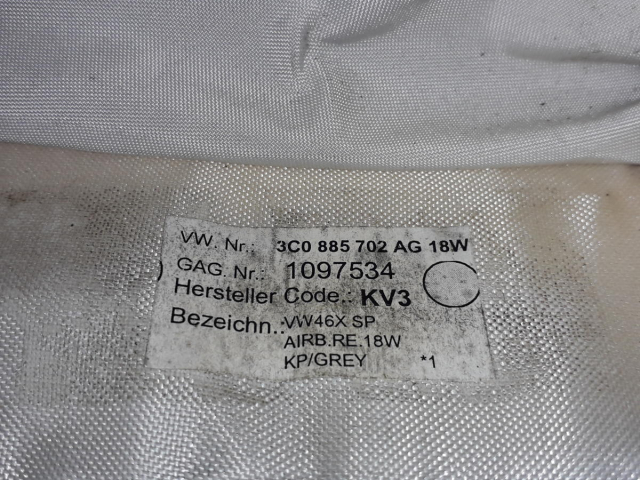 VW. Nr.: 3C0 885 702 AG 18W
GAG. Nr.: 1097534
Hersteller Code.: KV3
Bezeichn.: VW46X SP
AIRB.RE.18W
KP/GREY *1